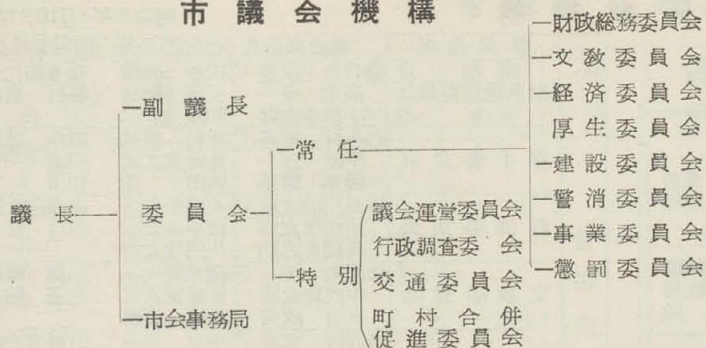 市議会機構
議長
副議長
委員会
市会事務局
常任
特別
財政総務委員会
文教委員会
経済委員会
厚生委員会
建設委員会
警消委員会
事業委員会
懲罰委員会
議会運営委員会
行政調査委 会
交通委員会
町村合併
促進委員会